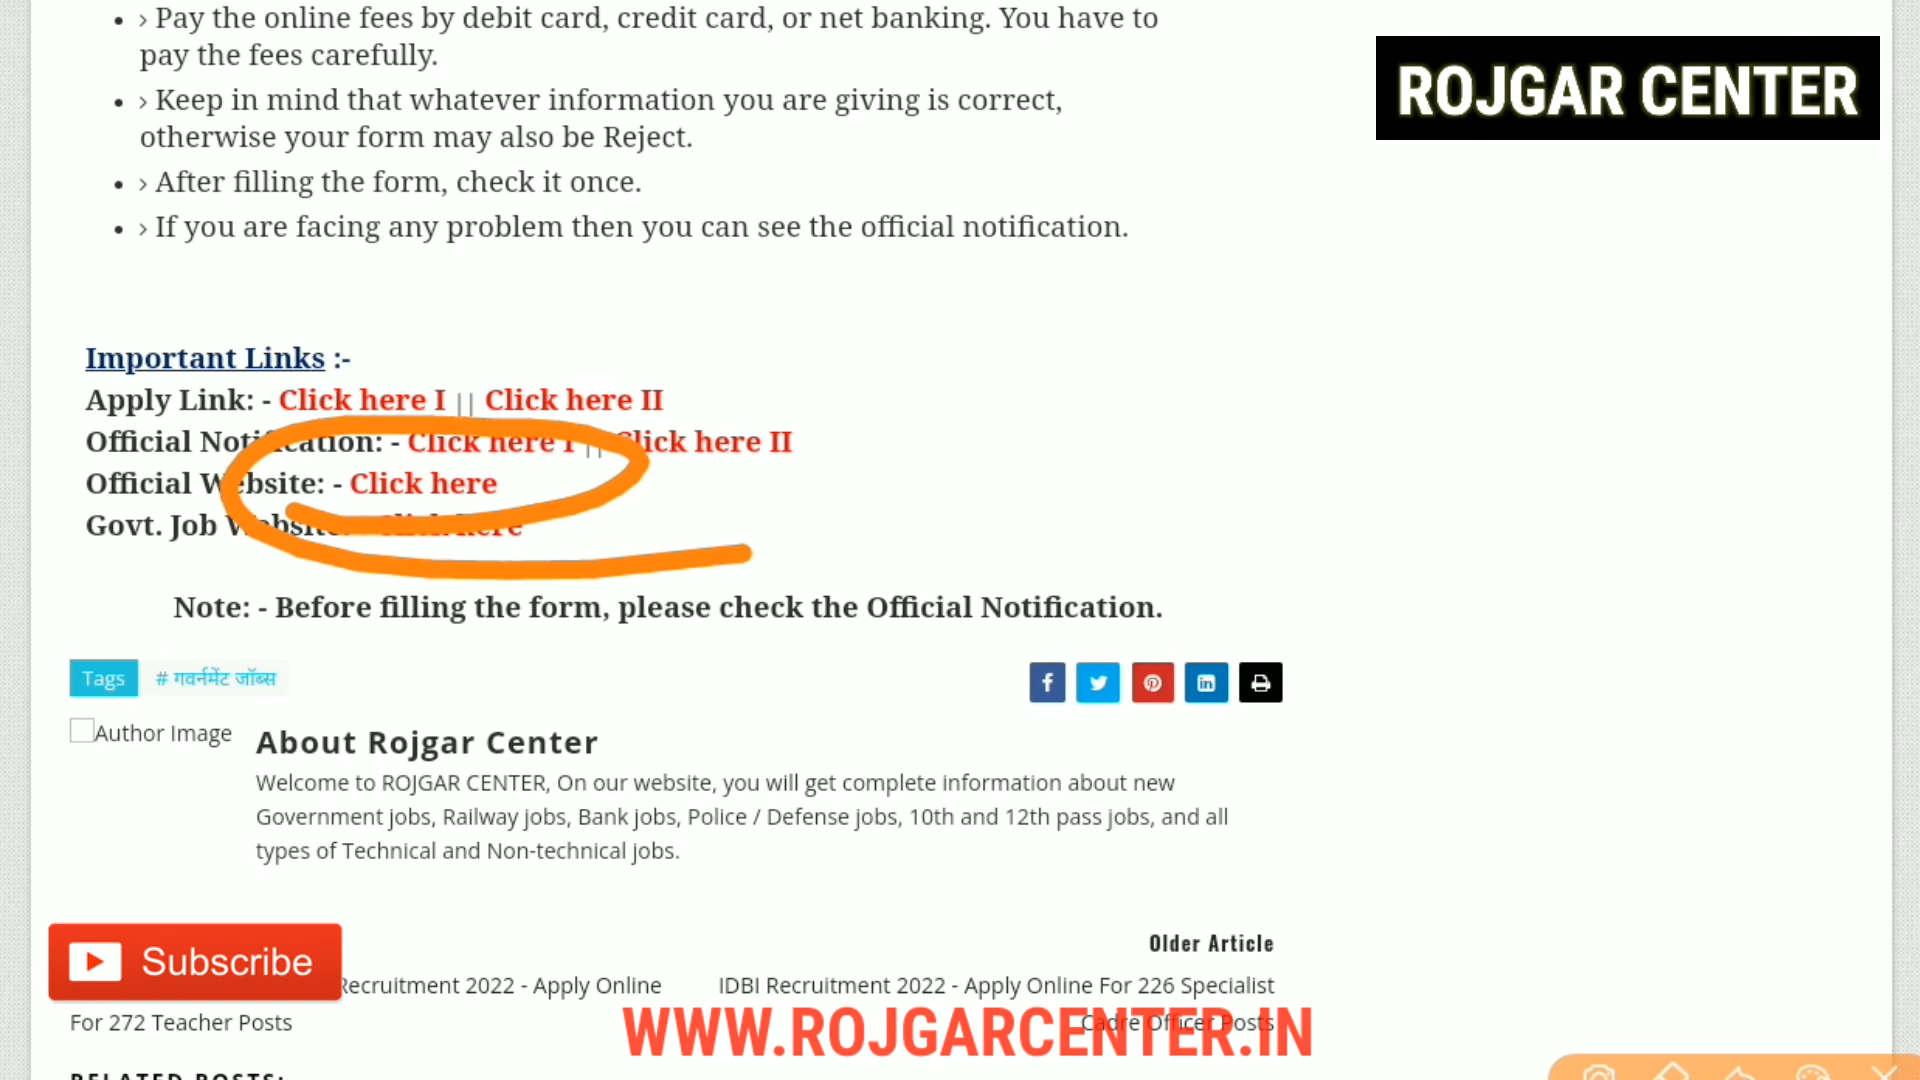 › Pay the online fees by debit card, credit card, or net banking. You have to
pay the fees carefully.
› Keep in mind that whatever information you are giving is correct,
otherwise your form may also be Reject.
› After filling the form, check it once.
› If you are facing any problem then you can see the official notification.
ROJGAR CENTER
Important Links :-
Apply Link: - Click here I || Click here II
Official Notification: - Click here I || Click here II
Official Website: - Click here
Govt. Job Website: - Click here
Note: - Before filling the form, please check the Official Notification.
Tags # गवर्नमेंट जॉब्स
Author Image
About Rojgar Center
Welcome to ROJGAR CENTER, On our website, you will get complete information about new
Government jobs, Railway jobs, Bank jobs, Police / Defense jobs, 10th and 12th pass jobs, and all
types of Technical and Non-technical jobs.
Subscribe
Recruitment 2022 - Apply Online
For 272 Teacher Posts
Older Article
IDBI Recruitment 2022 - Apply Online For 226 Specialist
Cadre Officer Posts
WWW.ROJGARCENTER.IN
RELATED POSTS: